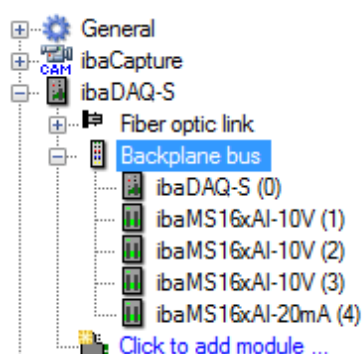 General
CAM ibaCapture
ibaDAQ-S
Fiber optic link
Backplane bus
ibaDAQ-S (0)
ibaMS16xAI-10V (1)
ibaMS16xAI-10V (2)
ibaMS16xAI-10V (3)
ibaMS16xAI-20mA (4)
Click to add module ...